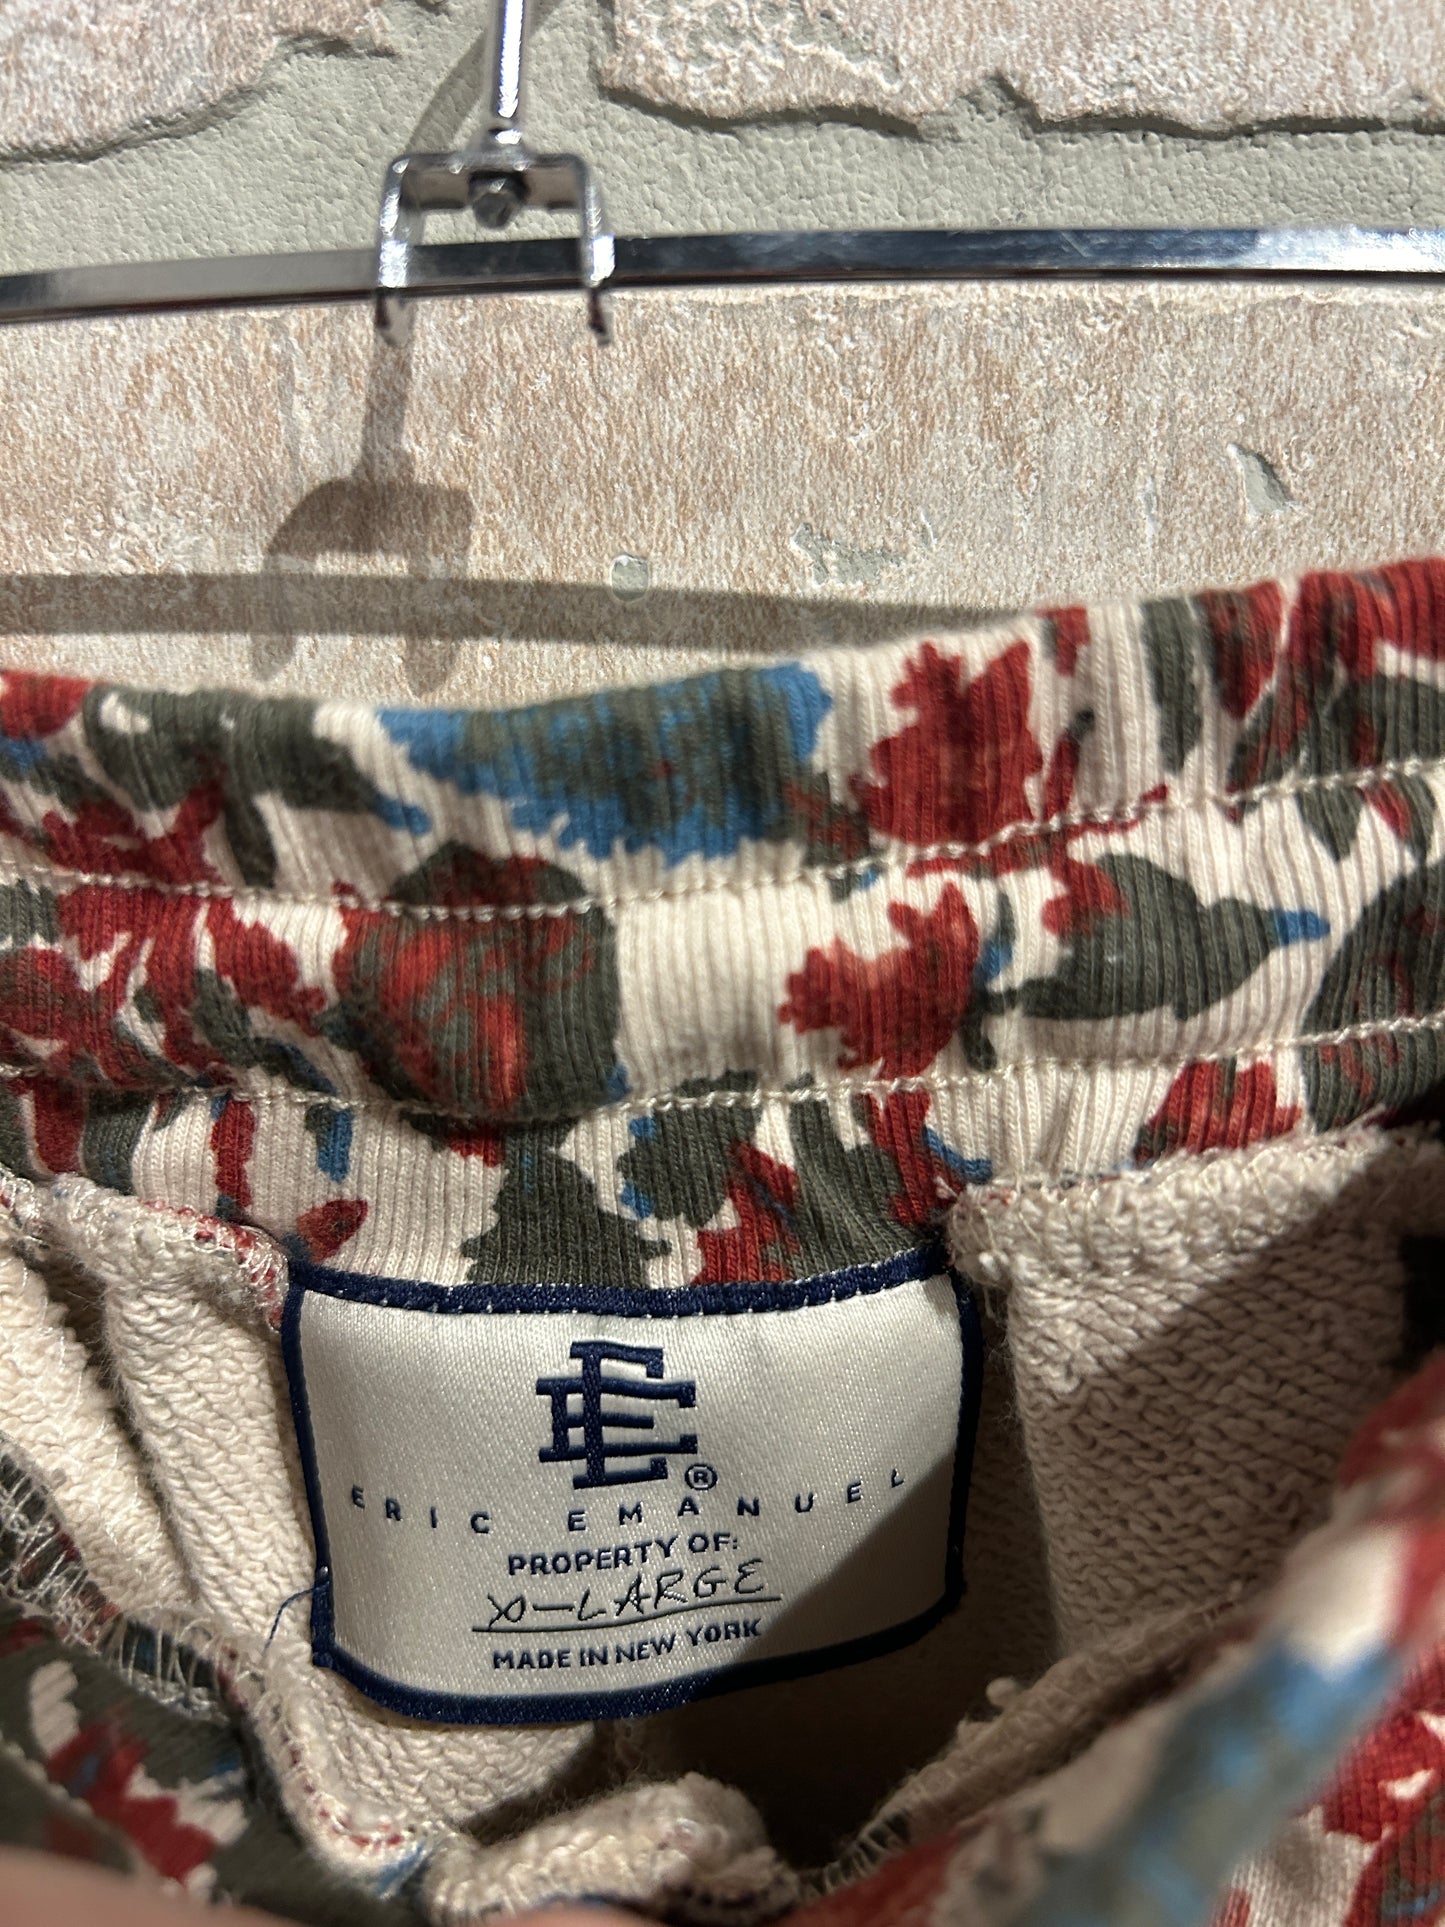 EE®
ERIC EMANUEL
PROPERTY OF:
X-LARGE
MADE IN NEW YORK